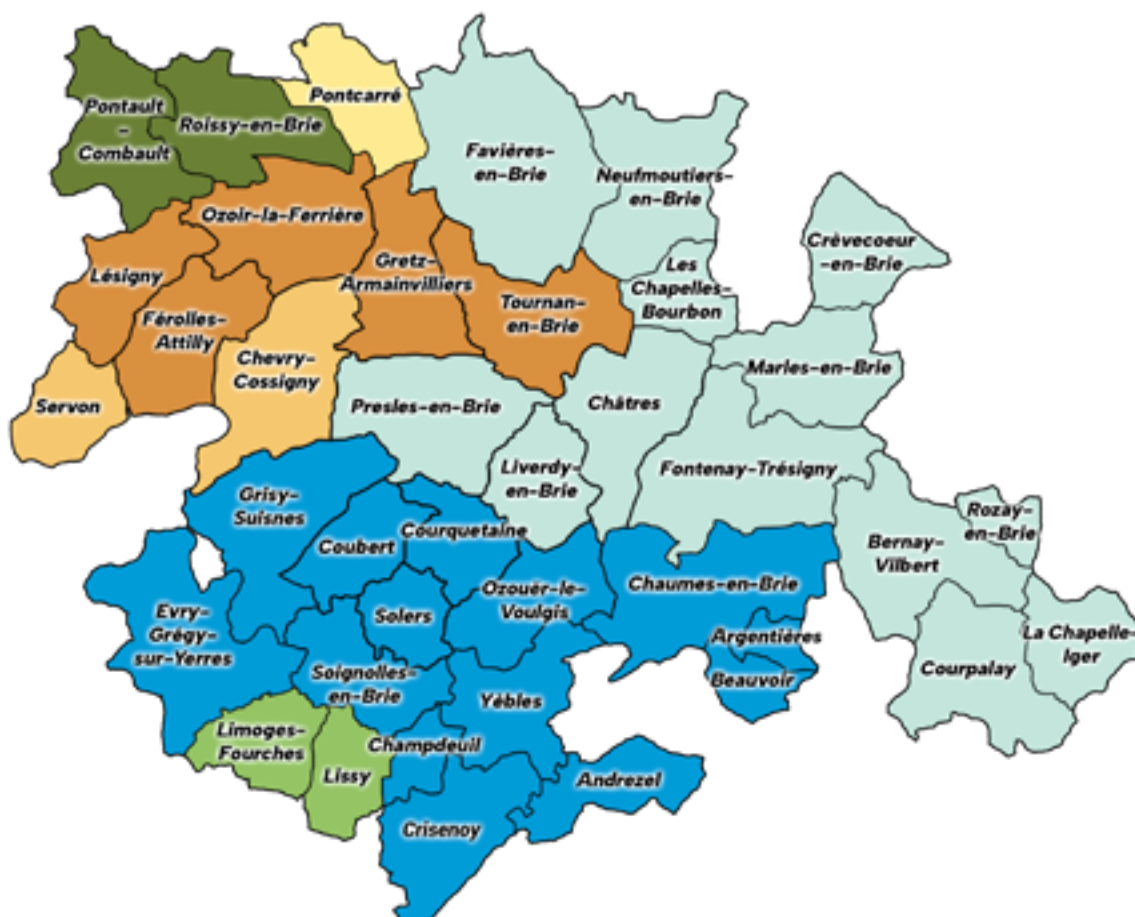 Pontault
-
Combault
Roissy-en-Brie
Pontcarré
Favières-
en-Brie
Neufmoutiers-
en-Brie
Crèvecoeur
-en-Brie
Ozoir-la-Ferrière
Lésigny
Gretz-
Armainvilliers
Les
Chapelles-
Bourbon
Férolles-
Attilly
Tournan-
en-Brie
Chevry-
Cossigny
Marles-en-Brie
Servon
Presles-en-Brie
Châtres
Liverdy-
en-Brie
Fontenay-Trésigny
Grisy-
Suisnes
Rozay-
en-Brie
Coubert
Courquetaine
Bernay-
Vilbert
Ozouër-le-
Voulgis
Chaumes-en-Brie
Evry-
Grégy-
sur-Yerres
Solers
Argentières
La Chapelle-
Iger
Soignolles-
en-Brie
Beauvoir
Courpalay
Yèbles
Limoges-
Fourches
Champdeuil
Lissy
Andrezel
Crisenoy